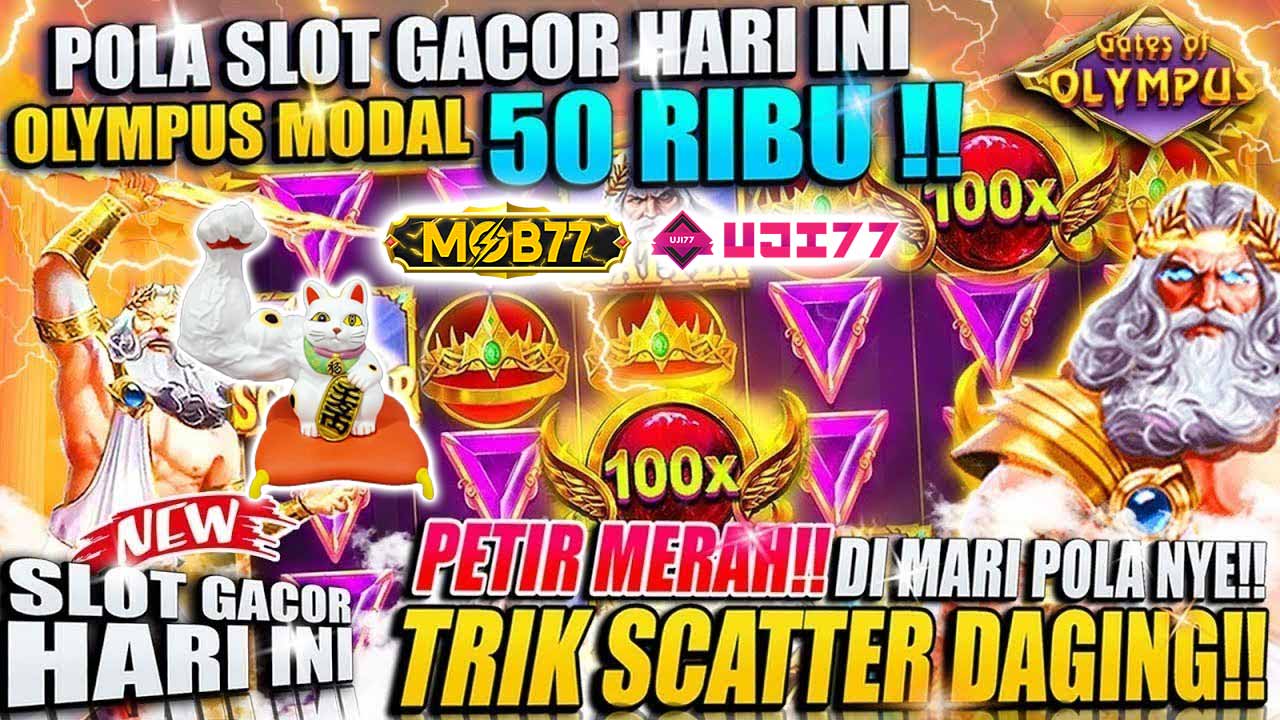 POLA SLOT GACOR HARI INI
Gates of
OLYMPUS
OLYMPUS MODAL 50 RIBU !!
100x
MOB77
UJI77
UJI77
福
100x
NEW
SLOT GACOR
HARI INI
PETIR MERAH!! DI MARI POLA NYE!!
TRIK SCATTER DAGING!!